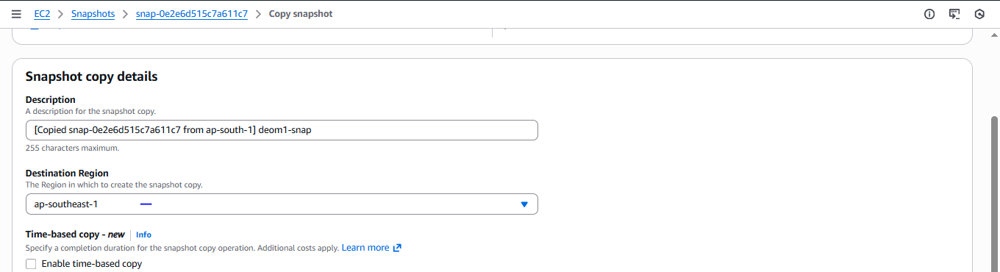 EC2 > Snapshots > snap-0e2e6d515c7a611c7 > Copy snapshot
Snapshot copy details
Description
A description for the snapshot copy.
[Copied snap-0e2e6d515c7a611c7 from ap-south-1] deom1-snap
255 characters maximum.
Destination Region
The Region in which to create the snapshot copy.
ap-southeast-1
Time-based copy - new | Info
Specify a completion duration for the snapshot copy operation. Additional costs apply. Learn more
Enable time-based copy